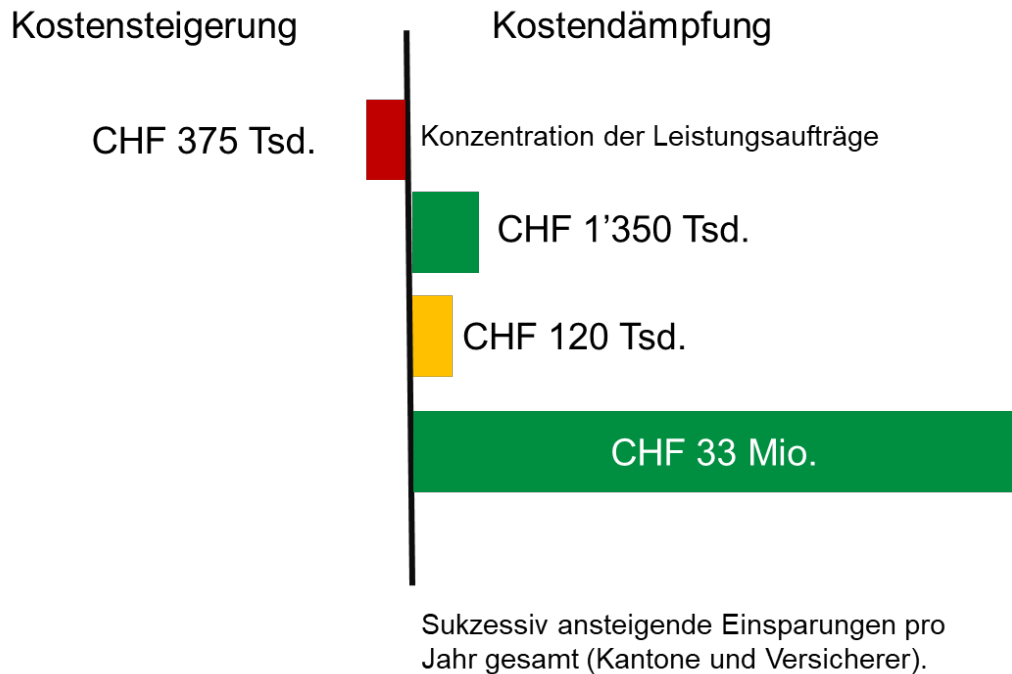 Kostensteigerung
Kostendämpfung
CHF 375 Tsd.
Konzentration der Leistungsaufträge
CHF 1’350 Tsd.
CHF 120 Tsd.
CHF 33 Mio.
Sukzessiv ansteigende Einsparungen pro
Jahr gesamt (Kantone und Versicherer).